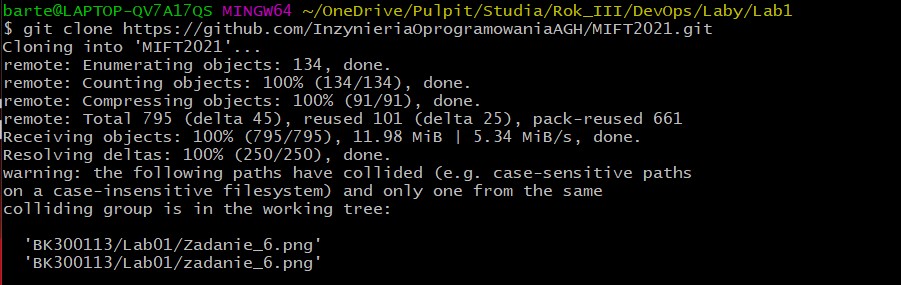 barte@LAPTOP-QV7A17QS MINGW64 ~/OneDrive/Pulpit/Studia/Rok_III/DevOps/Laby/Lab1
$ git clone https://github.com/InzynieriaOprogramowaniaAGH/MIFT2021.git
Cloning into 'MIFT2021'...
remote: Enumerating objects: 134, done.
remote: Counting objects: 100% (134/134), done.
remote: Compressing objects: 100% (91/91), done.
remote: Total 795 (delta 45), reused 101 (delta 25), pack-reused 661
Receiving objects: 100% (795/795), 11.98 MiB | 5.34 MiB/s, done.
Resolving deltas: 100% (250/250), done.
warning: the following paths have collided (e.g. case-sensitive paths
on a case-insensitive filesystem) and only one from the same
colliding group is in the working tree:
'BK300113/Lab01/Zadanie_6.png'
'BK300113/Lab01/zadanie_6.png'